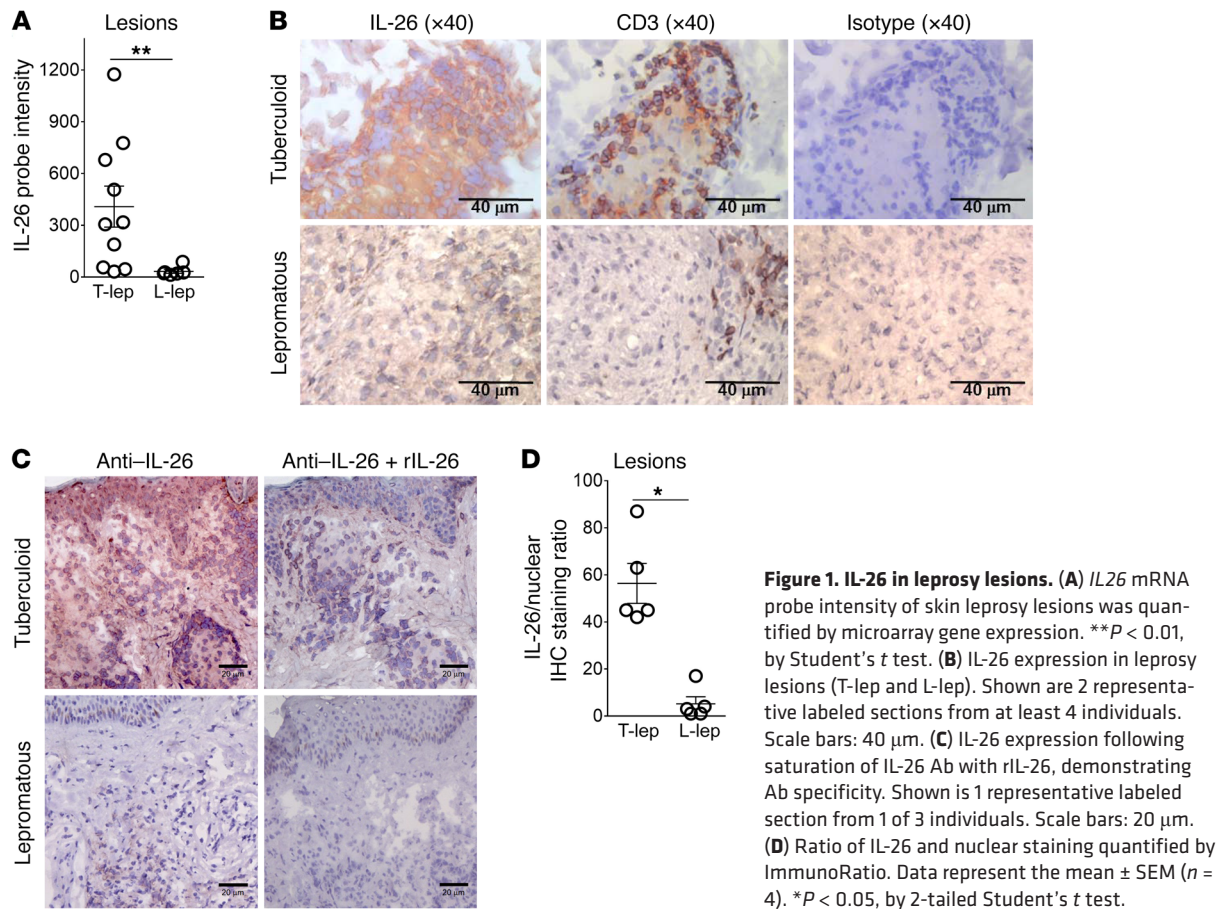 A
Lesions
**
IL-26 probe intensity
1200
900
600
300
0
T-lep L-lep
B
IL-26 (×40) CD3 (×40) Isotype (×40)
Tuberculoid
40 μm 40 μm 40 μm
Lepromatous
40 μm 40 μm 40 μm
C
Anti–IL-26 Anti–IL-26 + rIL-26
Tuberculoid
20 μm 20 μm
Lepromatous
20 μm 20 μm
D
Lesions
*
IL-26/nuclear
IHC staining ratio
100
80
60
40
20
0
T-lep L-lep
Figure 1. IL-26 in leprosy lesions. (A) IL26 mRNA
probe intensity of skin leprosy lesions was quan-
tified by microarray gene expression. **P < 0.01,
by Student's t test. (B) IL-26 expression in leprosy
lesions (T-lep and L-lep). Shown are 2 representa-
tive labeled sections from at least 4 individuals.
Scale bars: 40 μm. (C) IL-26 expression following
saturation of IL-26 Ab with rIL-26, demonstrating
Ab specificity. Shown is 1 representative labeled
section from 1 of 3 individuals. Scale bars: 20 μm.
(D) Ratio of IL-26 and nuclear staining quantified by
ImmunoRatio. Data represent the mean ± SEM (n =
4). *P < 0.05, by 2-tailed Student's t test.